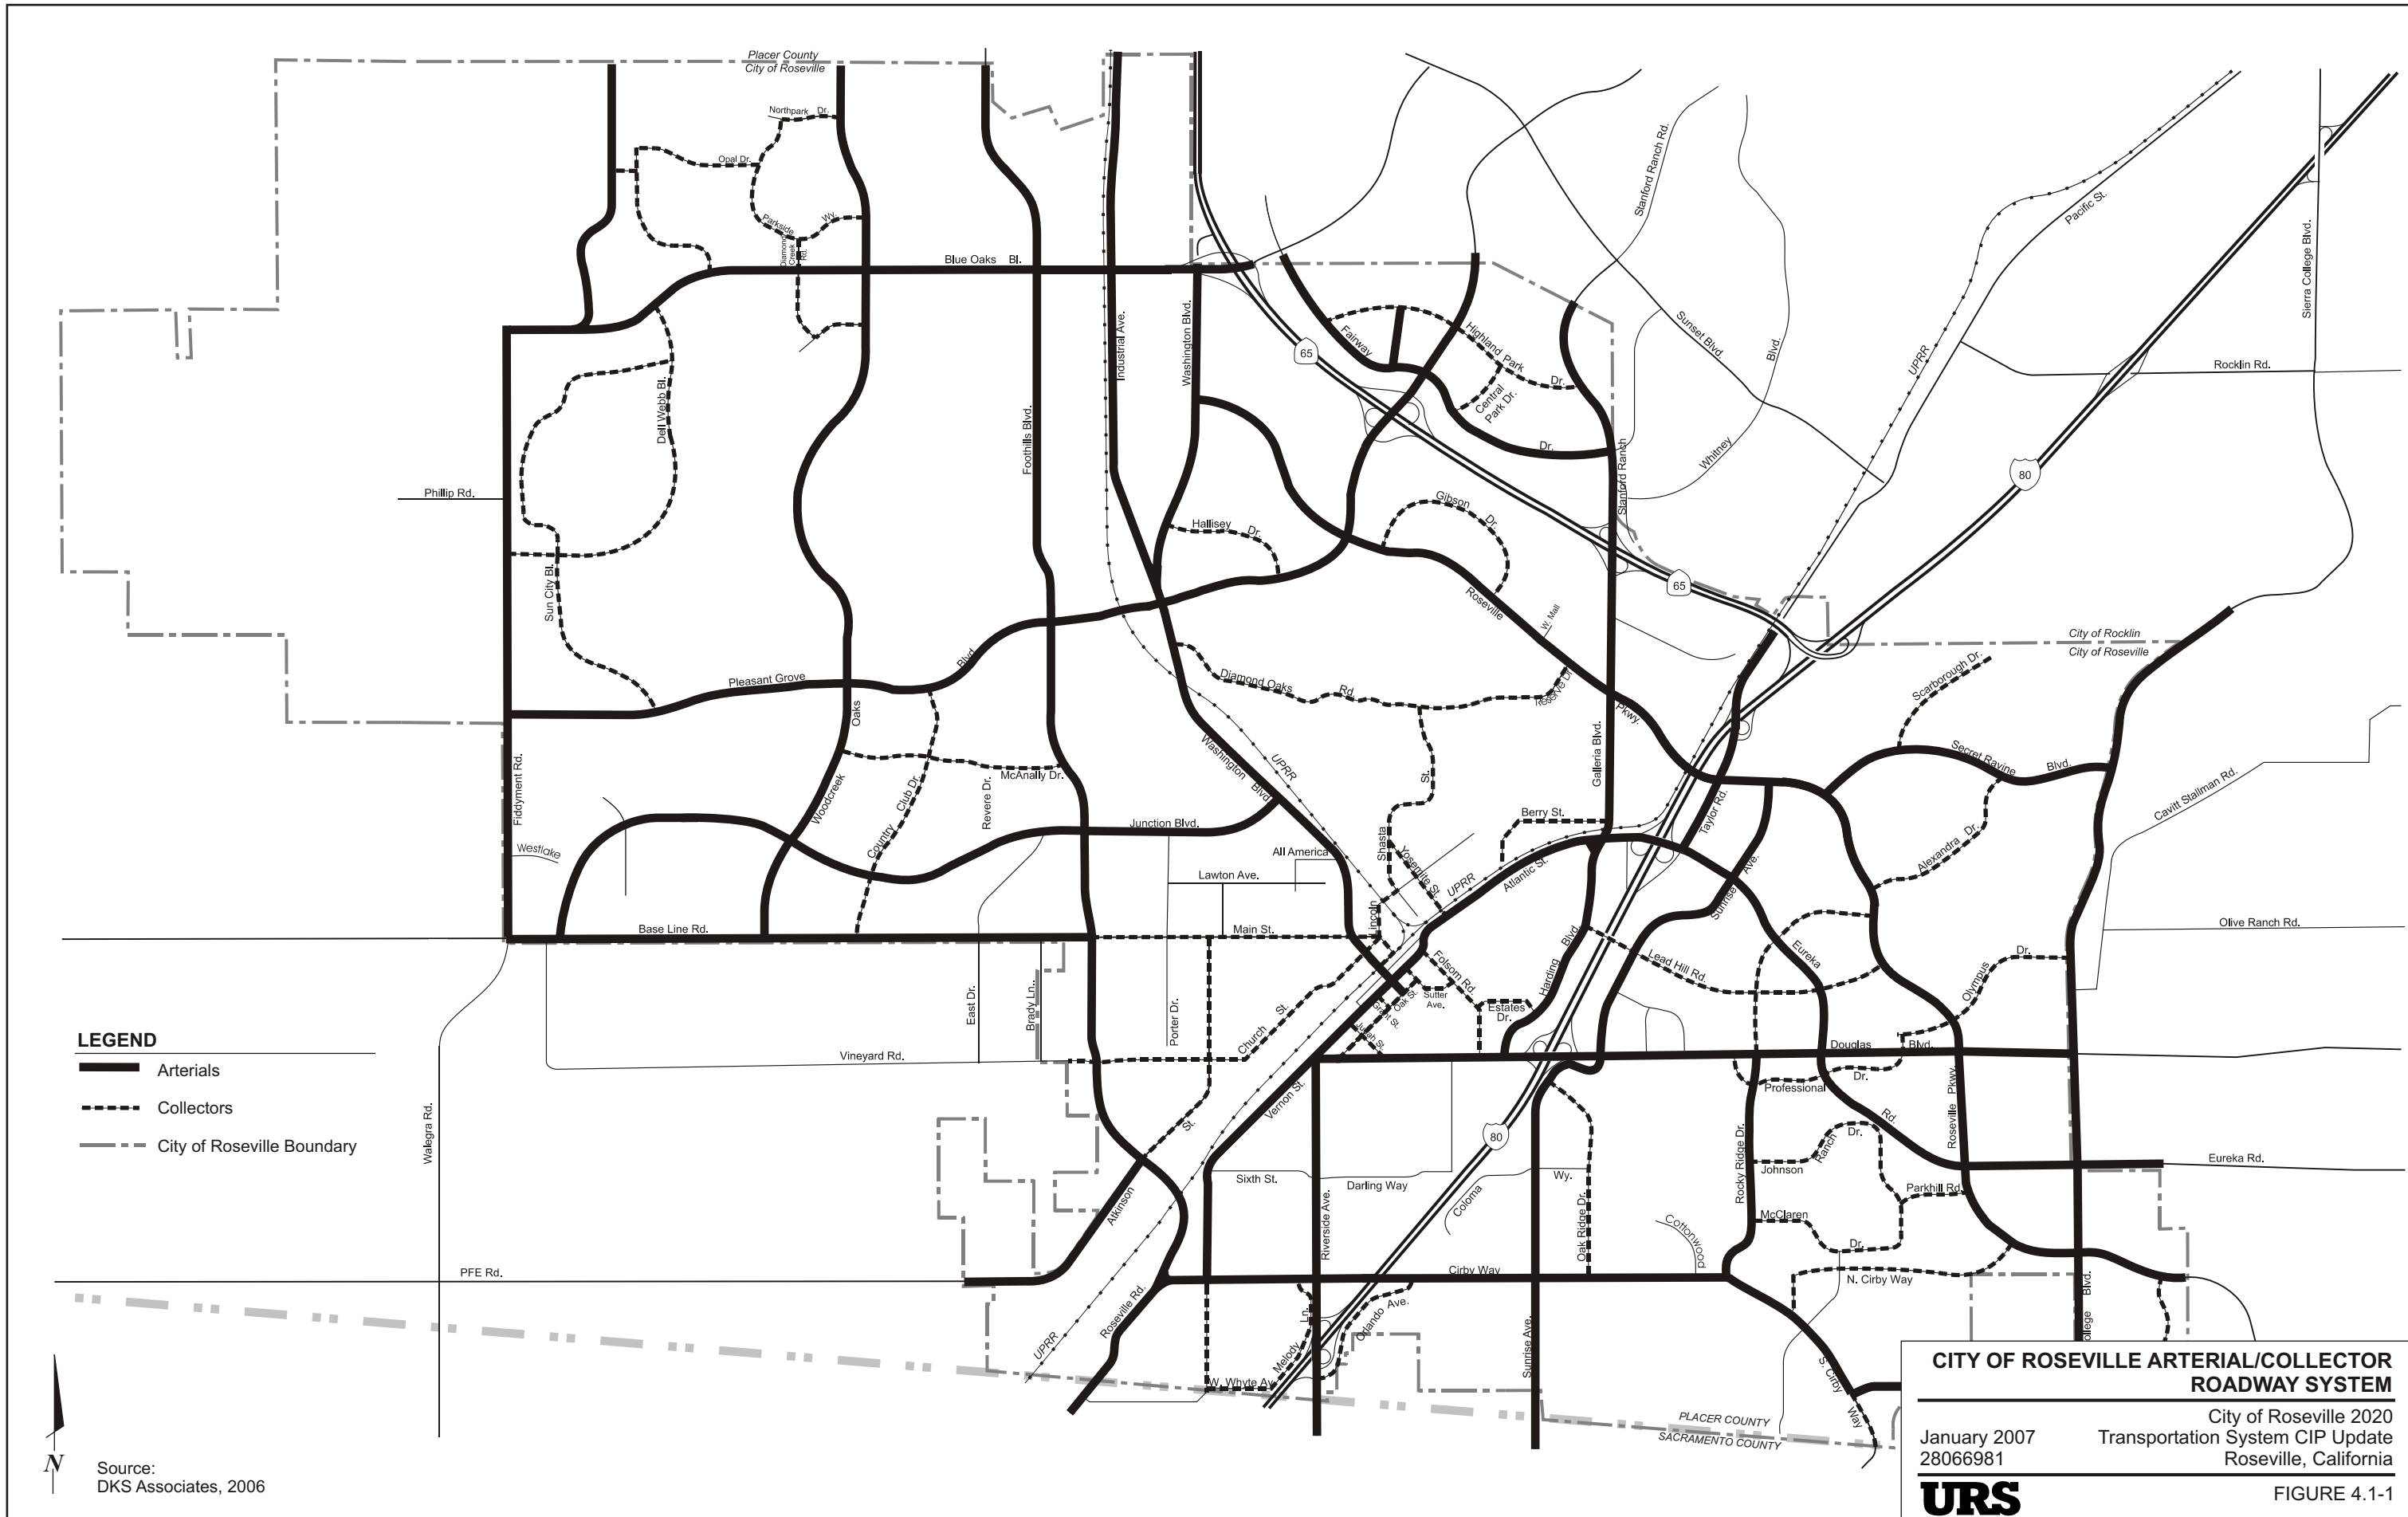 Placer County
City of Roseville
Northpark Dr.
Opal Dr.
Parkside Wy.
Diamond
Creek
Rd.
Blue Oaks Bl.
Stanford Ranch Rd.
Pacific St.
Sierra College Blvd.
Industrial Ave.
Washington Blvd.
65
Fairway
Dr.
Highland Park
Dr.
Central
Park Dr.
Sunset Blvd.
Blvd.
Whitney
UPRR
Rocklin Rd.
Dell Webb Bl.
Foothills Blvd.
Stanford Ranch
80
Phillip Rd.
Gibson
Dr.
Hallisey
Dr.
Sun City Bl.
65
Roseville
W. Mall
City of Rocklin
City of Roseville
Pleasant Grove
Blvd.
Diamond Oaks
Rd.
Reserve Dr.
Pkwy.
Scarborough Dr.
Oaks
Fiddyment Rd.
Woodcreek
Club Dr.
Country
McAnally Dr.
Revere Dr.
Washington
Blvd.
UPRR
St.
Shasta
Galleria Blvd.
Secret Ravine
Blvd.
Cavitt Stallman Rd.
Taylor Rd.
Westlake
Junction Blvd.
All America
Berry St.
Yosemite St.
UPRR
Atlantic St.
Alexandra Dr.
Lawton Ave.
Sunrise Ave.
Lincoln
Base Line Rd.
Main St.
Olive Ranch Rd.
Folsom Rd.
Harding Blvd.
Lead Hill Rd.
Eureka
Olympus
Dr.
East Dr.
Brady Ln..
Porter Dr.
Church
St.
Oak St.
Grant St.
Judah St.
Sutter
Ave.
Estates
Dr.
LEGEND
Arterials
Collectors
City of Roseville Boundary
Vineyard Rd.
Douglas
Blvd.
Professional
Dr.
Walegra Rd.
Vernon St.
St.
Atkinson
80
Rocky Ridge Dr.
Roseville Pkwy.
Rd.
Johnson
Ranch
Dr.
Eureka Rd.
Sixth St.
Darling Way
Riverside Ave.
Coloma
Wy.
Oak Ridge Dr.
Cottonwood
McClaren
Dr.
Parkhill Rd.
PFE Rd.
Cirby Way
N. Cirby Way
Roseville Rd.
UPRR
Melody
Ln.
Orlando Ave.
W. Whyte Av.
Sunrise Ave.
S. Cirby
Way
Blvd.
ollege
PLACER COUNTY
SACRAMENTO COUNTY
N
Source:
DKS Associates, 2006
CITY OF ROSEVILLE ARTERIAL/COLLECTOR
ROADWAY SYSTEM
City of Roseville 2020
January 2007
Transportation System CIP Update
28066981
Roseville, California
URS
FIGURE 4.1-1